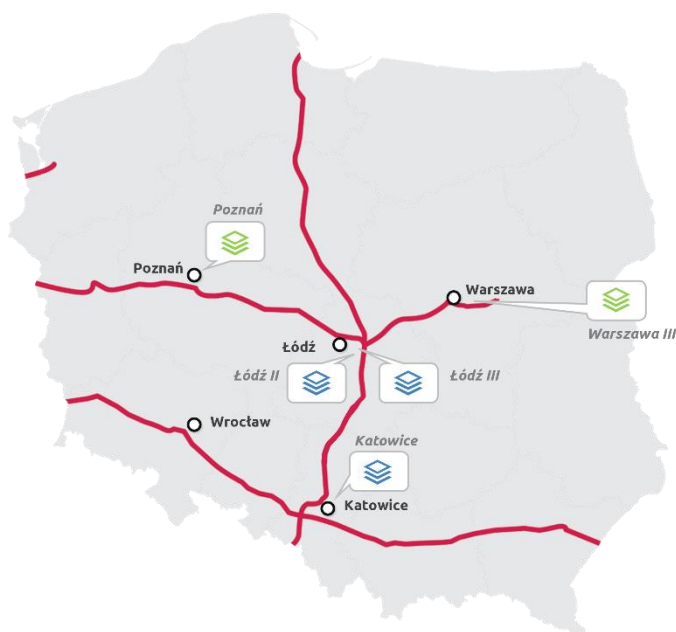 Poznań
Poznań
Warszawa
Warszawa III
Łódź
Łódź II
Łódź III
Wrocław
Katowice
Katowice